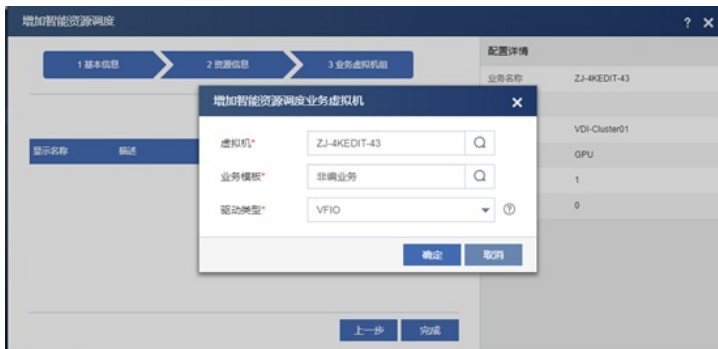 增加智能资源调度
?
×
1 基本信息
2 资源信息
3 业务虚拟机组
配置详情
业务名称 ZJ-4KEDIT-43
增加智能资源调度业务虚拟机
×
虚拟机* ZJ-4KEDIT-43
VDI-Cluster01
显示名称 描述
GPU
业务模板* 非编业务
1
驱动类型* VFIO
0
确定 取消
上一步 完成